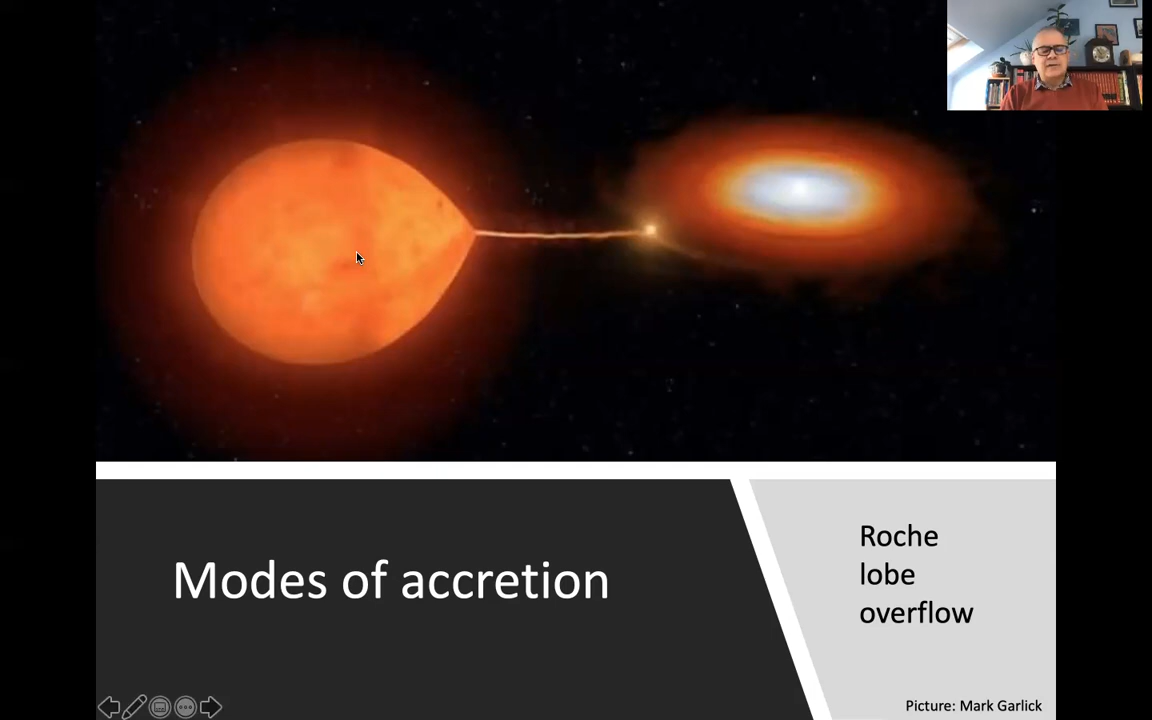 Modes of accretion
Roche
lobe
overflow
Picture: Mark Garlick